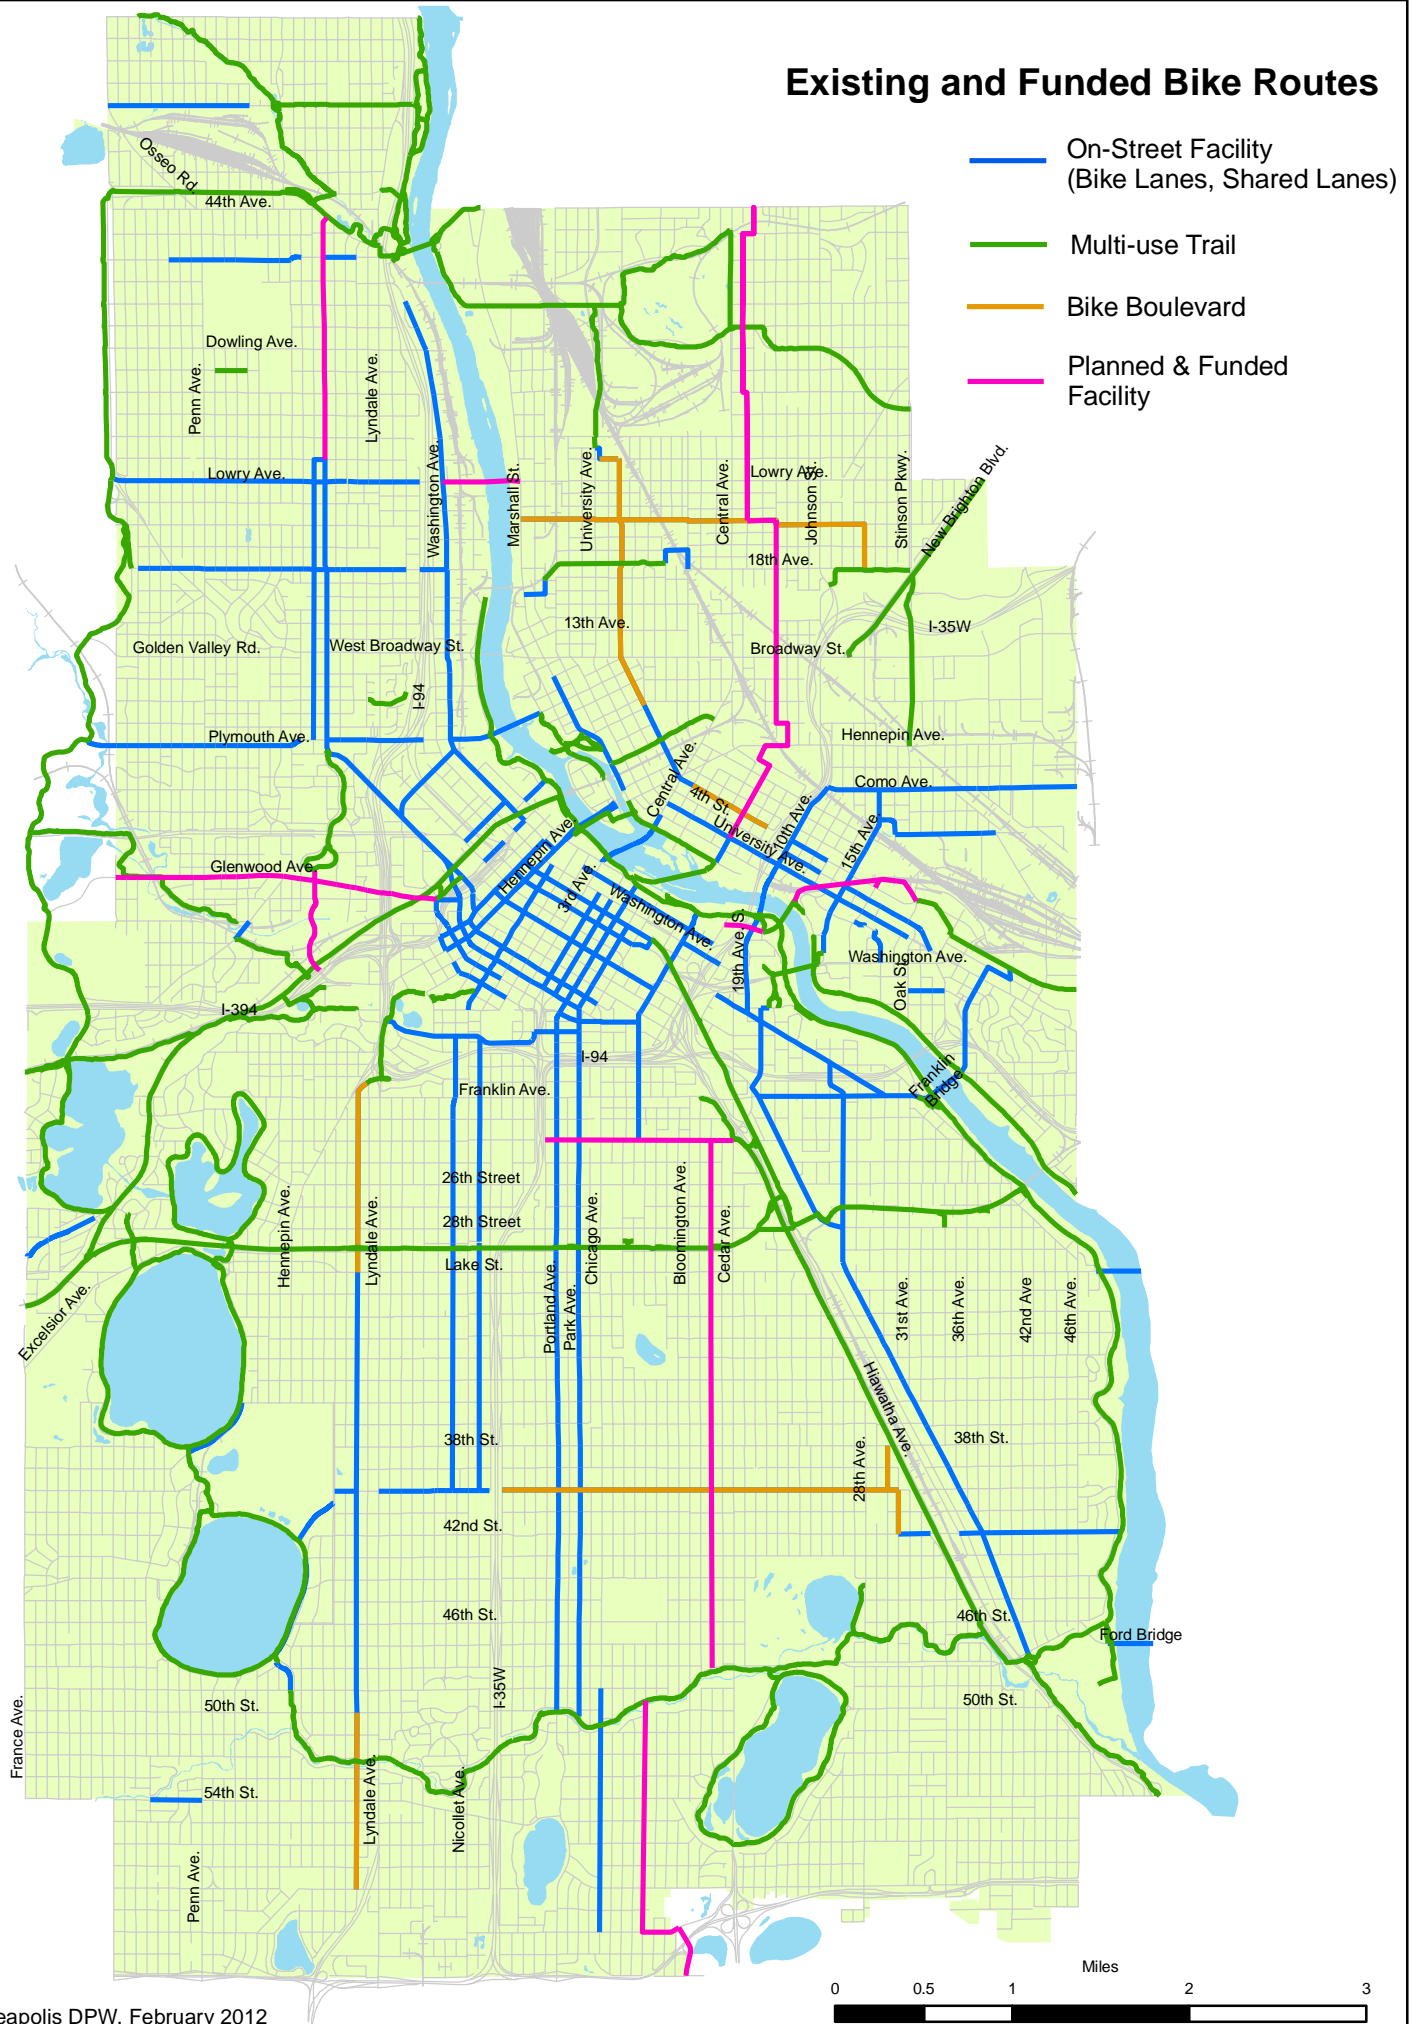 Existing and Funded Bike Routes
On-Street Facility
(Bike Lanes, Shared Lanes)
Multi-use Trail
Bike Boulevard
Planned & Funded
Facility
Osseo Rd.
44th Ave.
Dowling Ave.
Penn Ave.
Lyndale Ave.
Lowry Ave.
Washington Ave.
Marshall St.
University Ave.
Central Ave.
Lowry Ave.
Johnson St.
Stinson Pkwy.
New Brighton Blvd.
18th Ave.
13th Ave.
I-35W
Golden Valley Rd.
West Broadway St.
Broadway St.
I-94
Plymouth Ave.
Hennepin Ave.
Central Ave.
Como Ave.
4th St.
University Ave.
10th Ave.
15th Ave.
Glenwood Ave.
Hennepin Ave.
3rd Ave.
Washington Ave.
19th Ave. S.
Washington Ave.
Oak St.
I-394
I-94
Franklin Ave.
Franklin
Bridge
26th Street
28th Street
Hennepin Ave.
Lyndale Ave.
Lake St.
Portland Ave.
Park Ave.
Chicago Ave.
Bloomington Ave.
Cedar Ave.
31st Ave.
36th Ave.
42nd Ave
46th Ave.
Excelsior Ave.
Hiawatha Ave.
38th St.
38th St.
28th Ave.
42nd St.
46th St.
46th St.
Ford Bridge
I-35W
50th St.
50th St.
France Ave.
54th St.
Lyndale Ave.
Nicollet Ave.
Penn Ave.
Miles
0 0.5 1 2 3
eapolis DPW, February 2012